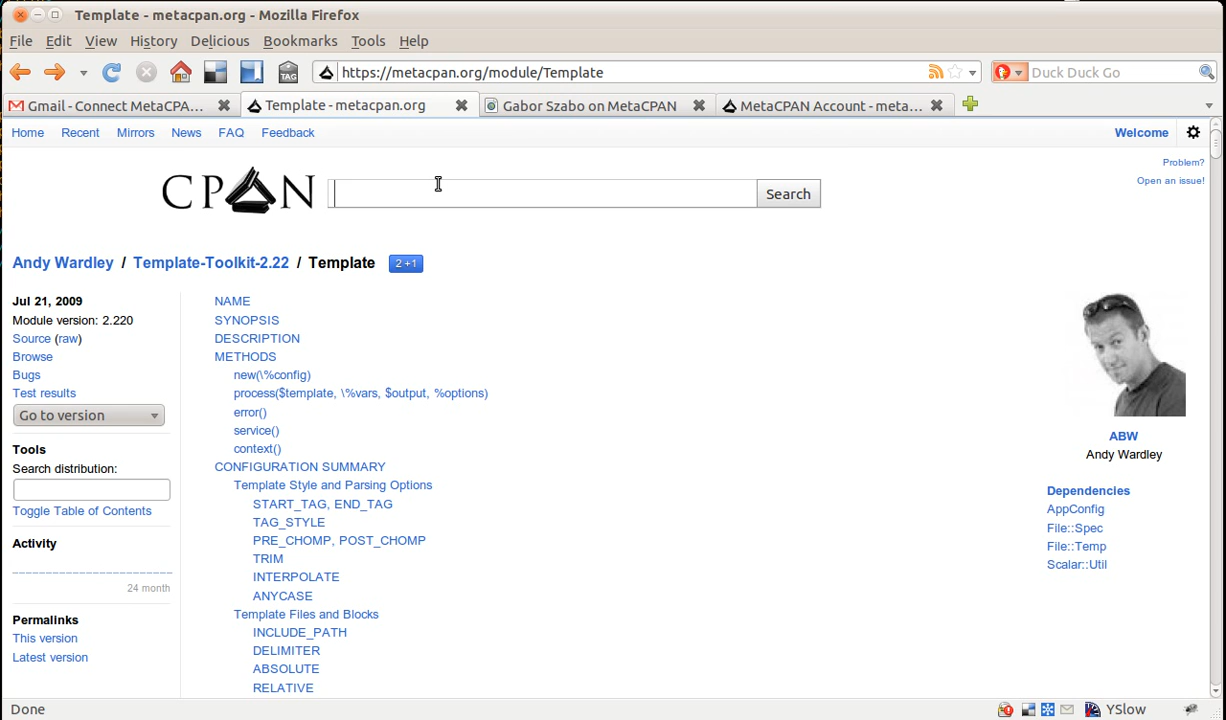 Template - metacpan.org - Mozilla Firefox
File Edit View History Delicious Bookmarks Tools Help
TAG https://metacpan.org/module/Template Duck Duck Go
Gmail - Connect MetaCPA... Template - metacpan.org Gabor Szabo on MetaCPAN MetaCPAN Account - meta...
Home Recent Mirrors News FAQ Feedback Welcome
Problem?
Open an issue!
CPAN Search
Andy Wardley / Template-Toolkit-2.22 / Template 2 +1
Jul 21, 2009
Module version: 2.220
Source (raw)
Browse
Bugs
Test results
Go to version
Tools
Search distribution:
Toggle Table of Contents
Activity
24 month
Permalinks
This version
Latest version
NAME
SYNOPSIS
DESCRIPTION
METHODS
new(\%config)
process($template, \%vars, $output, %options)
error()
service()
context()
CONFIGURATION SUMMARY
Template Style and Parsing Options
START_TAG, END_TAG
TAG_STYLE
PRE_CHOMP, POST_CHOMP
TRIM
INTERPOLATE
ANYCASE
Template Files and Blocks
INCLUDE_PATH
DELIMITER
ABSOLUTE
RELATIVE
ABW
Andy Wardley
Dependencies
AppConfig
File::Spec
File::Temp
Scalar::Util
Done YSlow